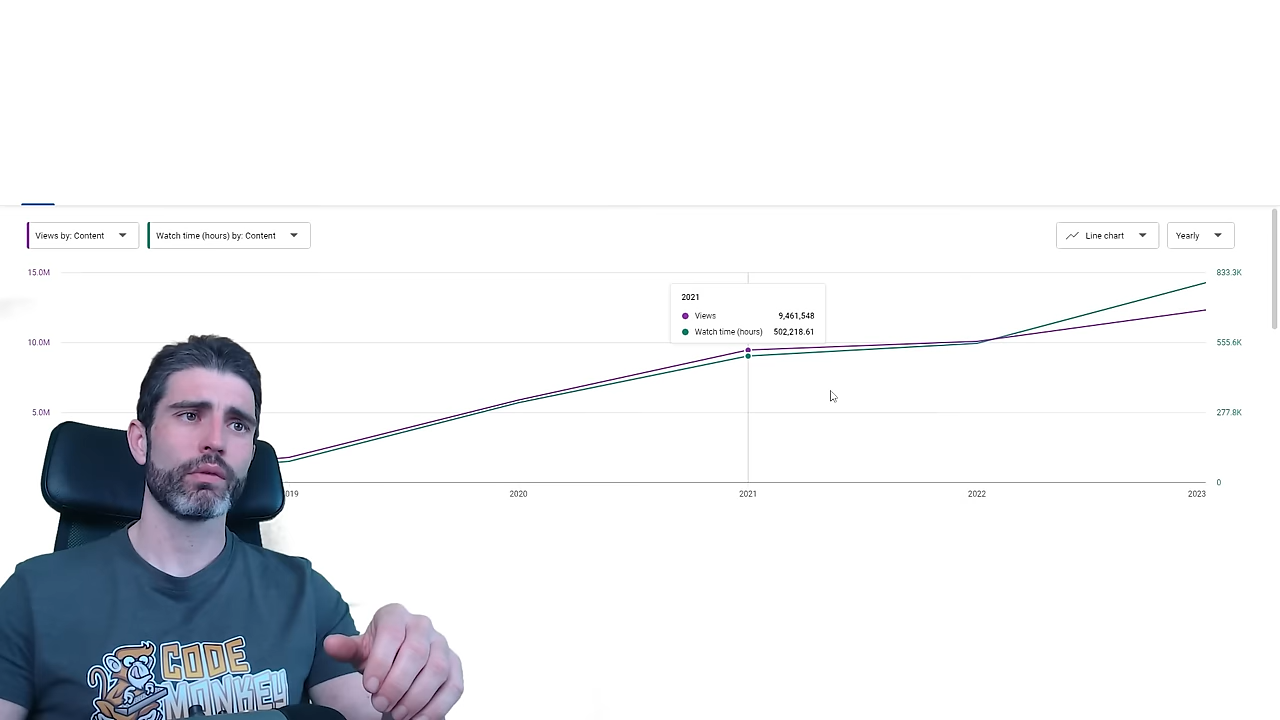 Views by: Content
Watch time (hours) by: Content
Line chart
Yearly
15.0M
833.3K
2021
Views 9,461,548
Watch time (hours) 502,218.61
10.0M
555.6K
5.0M
277.8K
0
019
2020
2021
2022
2023
CODE
MONKEY